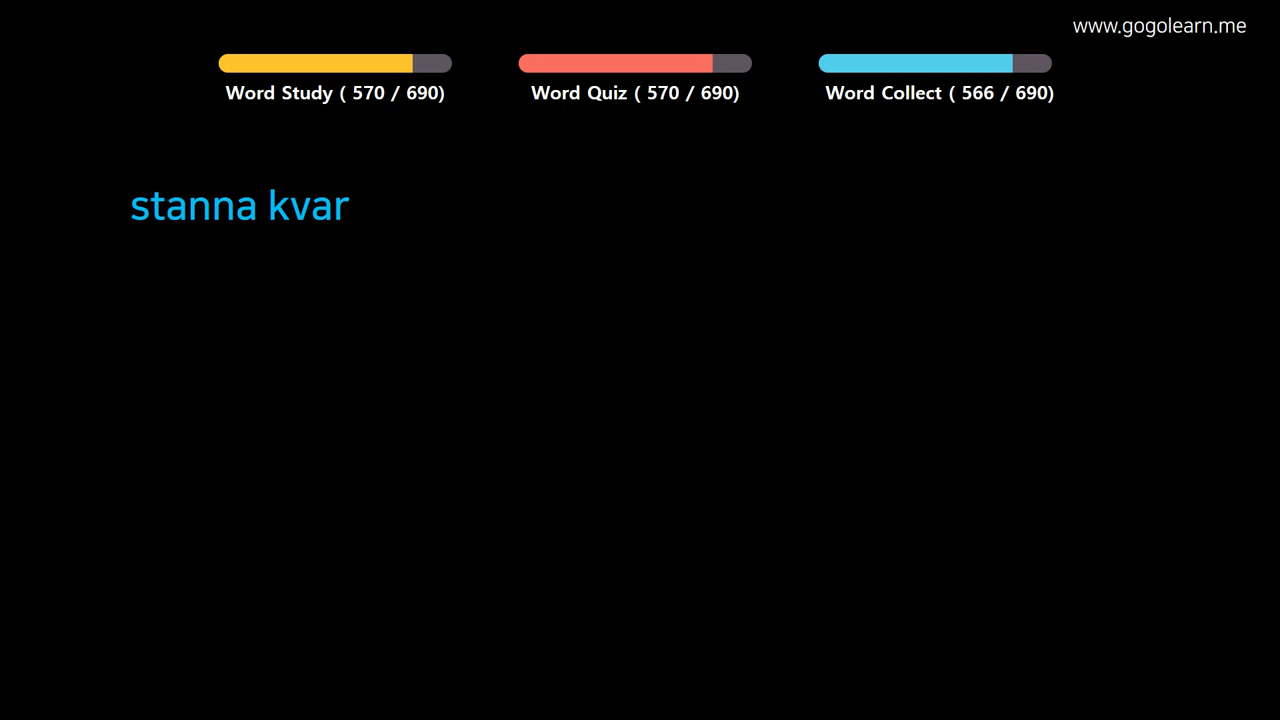 www.gogolearn.me
Word Study ( 570 / 690)
Word Quiz ( 570 / 690)
Word Collect ( 566 / 690)
stanna kvar